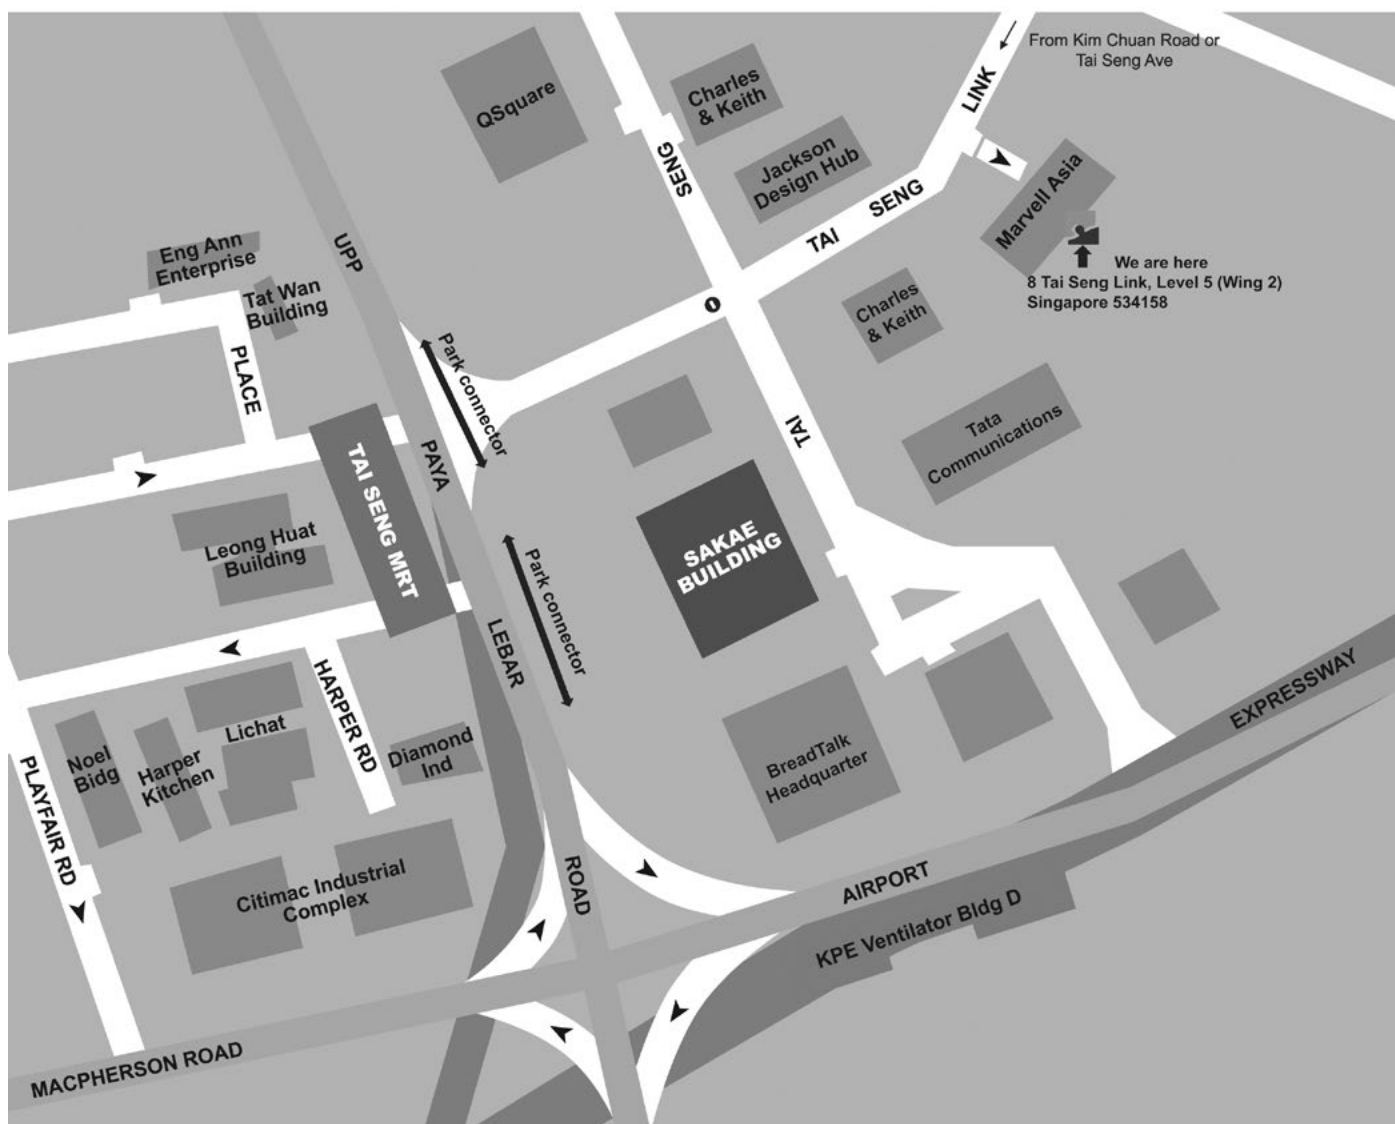 From Kim Chuan Road or
Tai Seng Ave
LINK
QSquare
Charles
& Keith
SENG
Jackson
Design Hub
SENG
TAI
Marvell Asia
We are here
8 Tai Seng Link, Level 5 (Wing 2)
Singapore 534158
UPP
Eng Ann
Enterprise
Tat Wan
Building
O
Charles
& Keith
Park connector
PLACE
TAI
Tata
Communications
PAYA
TAI SENG MRT
Leong Huat
Building
SAKAE
BUILDING
Park connector
LEBAR
HARPER RD
EXPRESSWAY
Lichat
Noel
Bidg
Harper
Kitchen
Diamond
Ind
BreadTalk
Headquarter
PLAYFAIR RD
Citimac Industrial
Complex
ROAD
AIRPORT
KPE Ventilator Bldg D
MACPHERSON ROAD